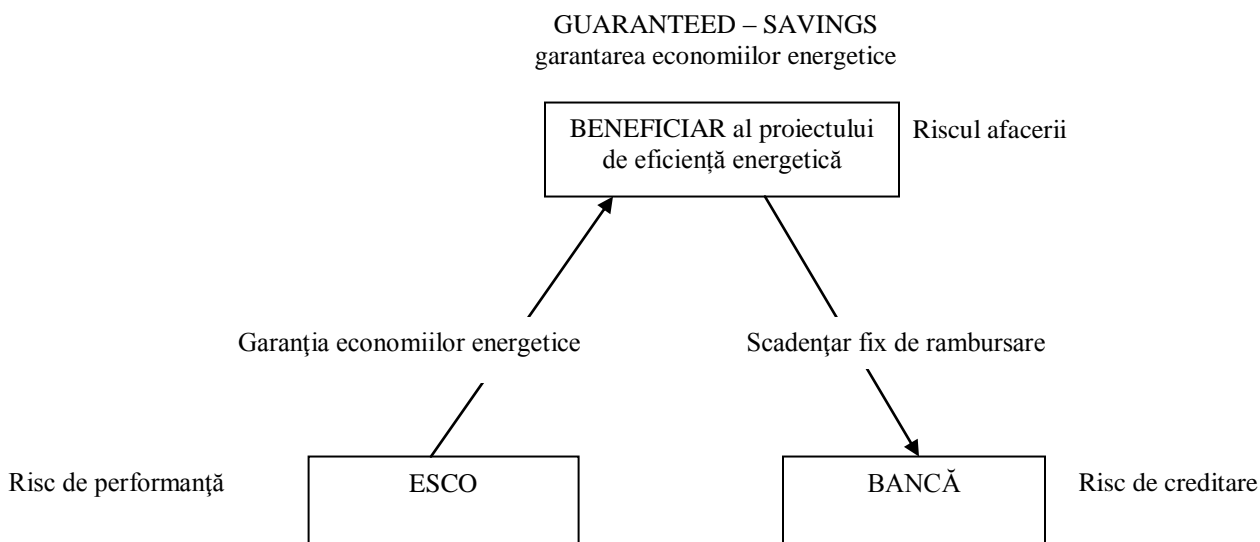 GUARANTEED – SAVINGS
garantarea economiilor energetice
BENEFICIAR al proiectului
de eficiență energetică
Riscul afacerii
Garanţia economiilor energetice
Scadenţar fix de rambursare
Risc de performanţă
ESCO
BANCĂ
Risc de creditare